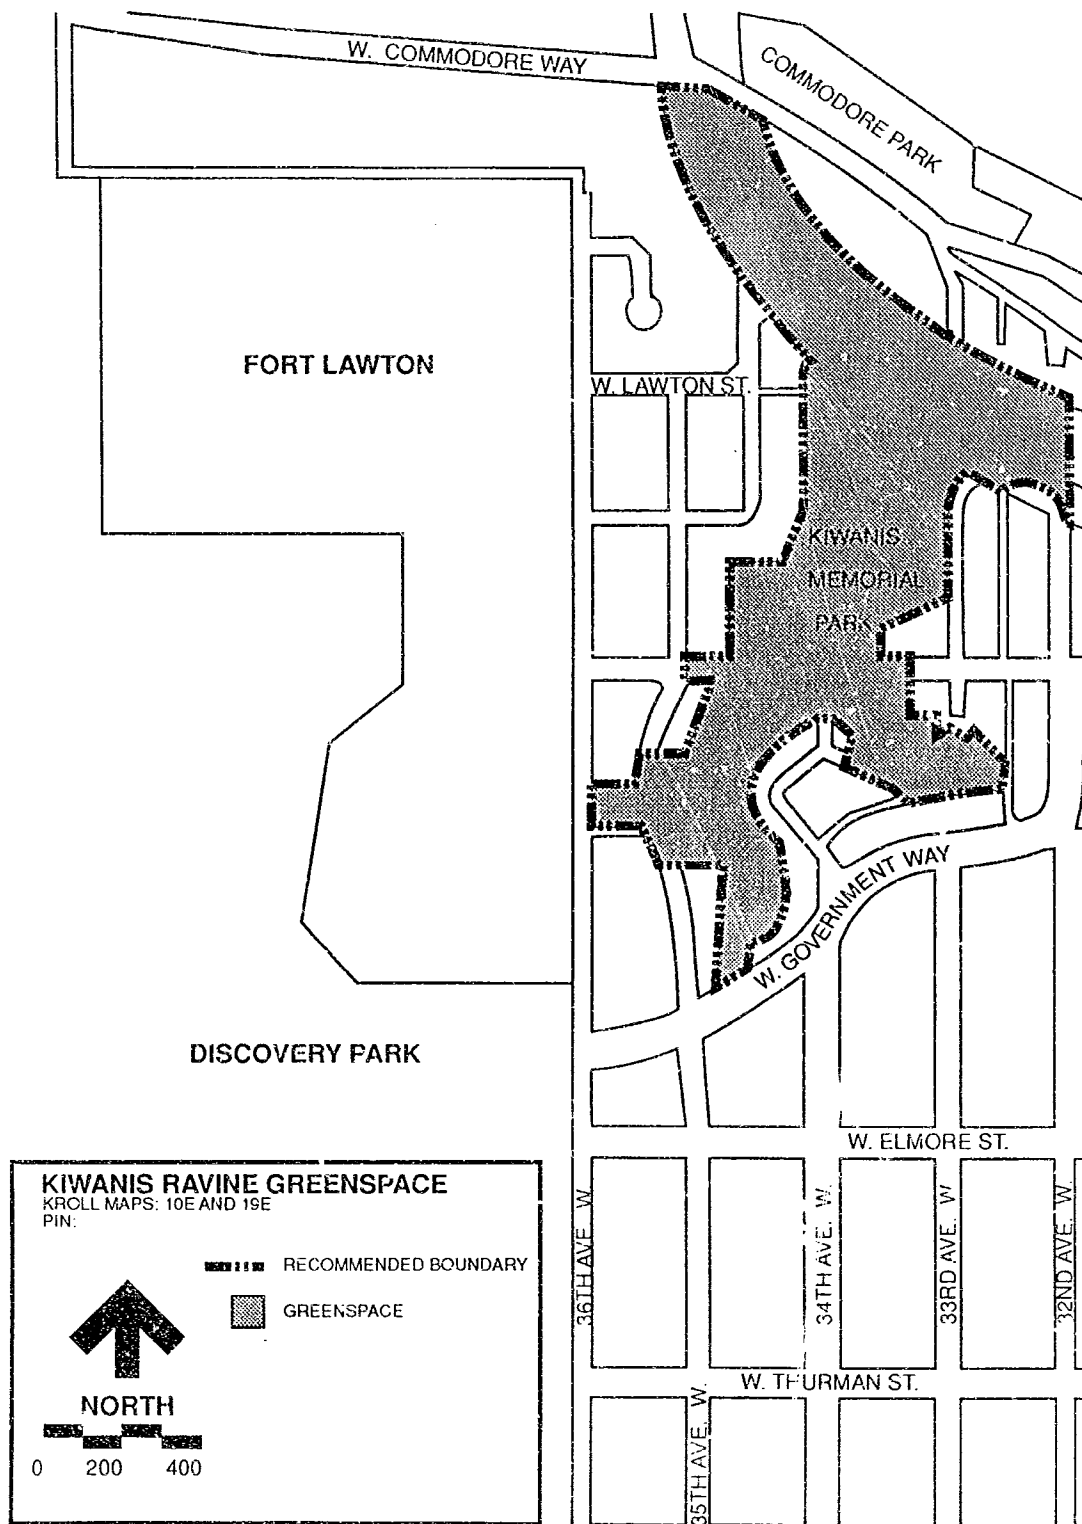 W. COMMODORE WAY
COMMODORE PARK
FORT LAWTON
W. LAWTON ST.
KIWANIS
MEMORIAL
PARK
W. GOVERNMENT WAY
DISCOVERY PARK
W. ELMORE ST.
36TH AVE. W.
34TH AVE. W.
33RD AVE. W.
32ND AVE. W.
W. THURMAN ST.
35TH AVE. W.
KIWANIS RAVINE GREENSPACE
KROLL MAPS: 10E AND 19E
PIN:
RECOMMENDED BOUNDARY
GREENSPACE
NORTH
0 200 400